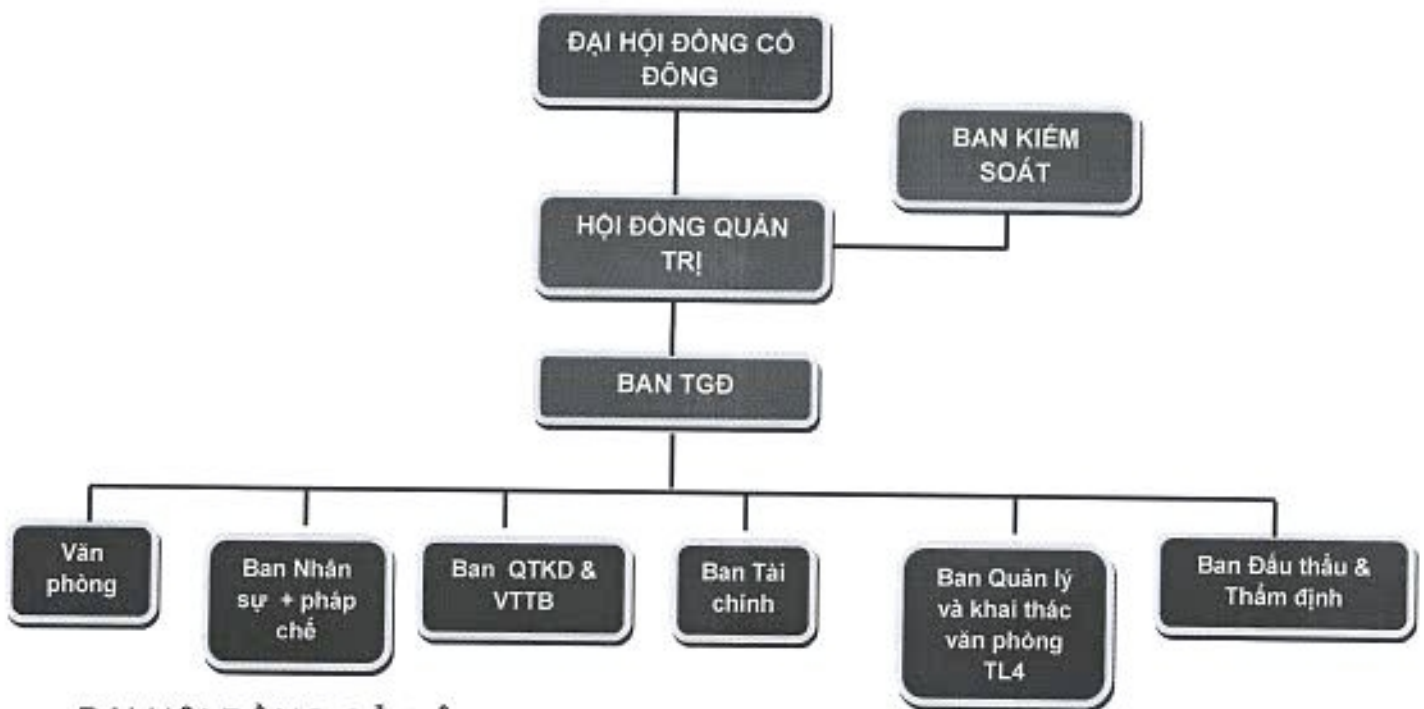 ĐẠI HỘI ĐỒNG CỔ
ĐÔNG
BAN KIỂM
SOÁT
HỘI ĐỒNG QUẢN
TRỊ
BAN TGĐ
Văn
phòng
Ban Nhân
sự + pháp
chế
Ban QTKD &
VTTB
Ban Tài
chính
Ban Quản lý
và khai thác
văn phòng
TL4
Ban Đấu thầu &
Thẩm định